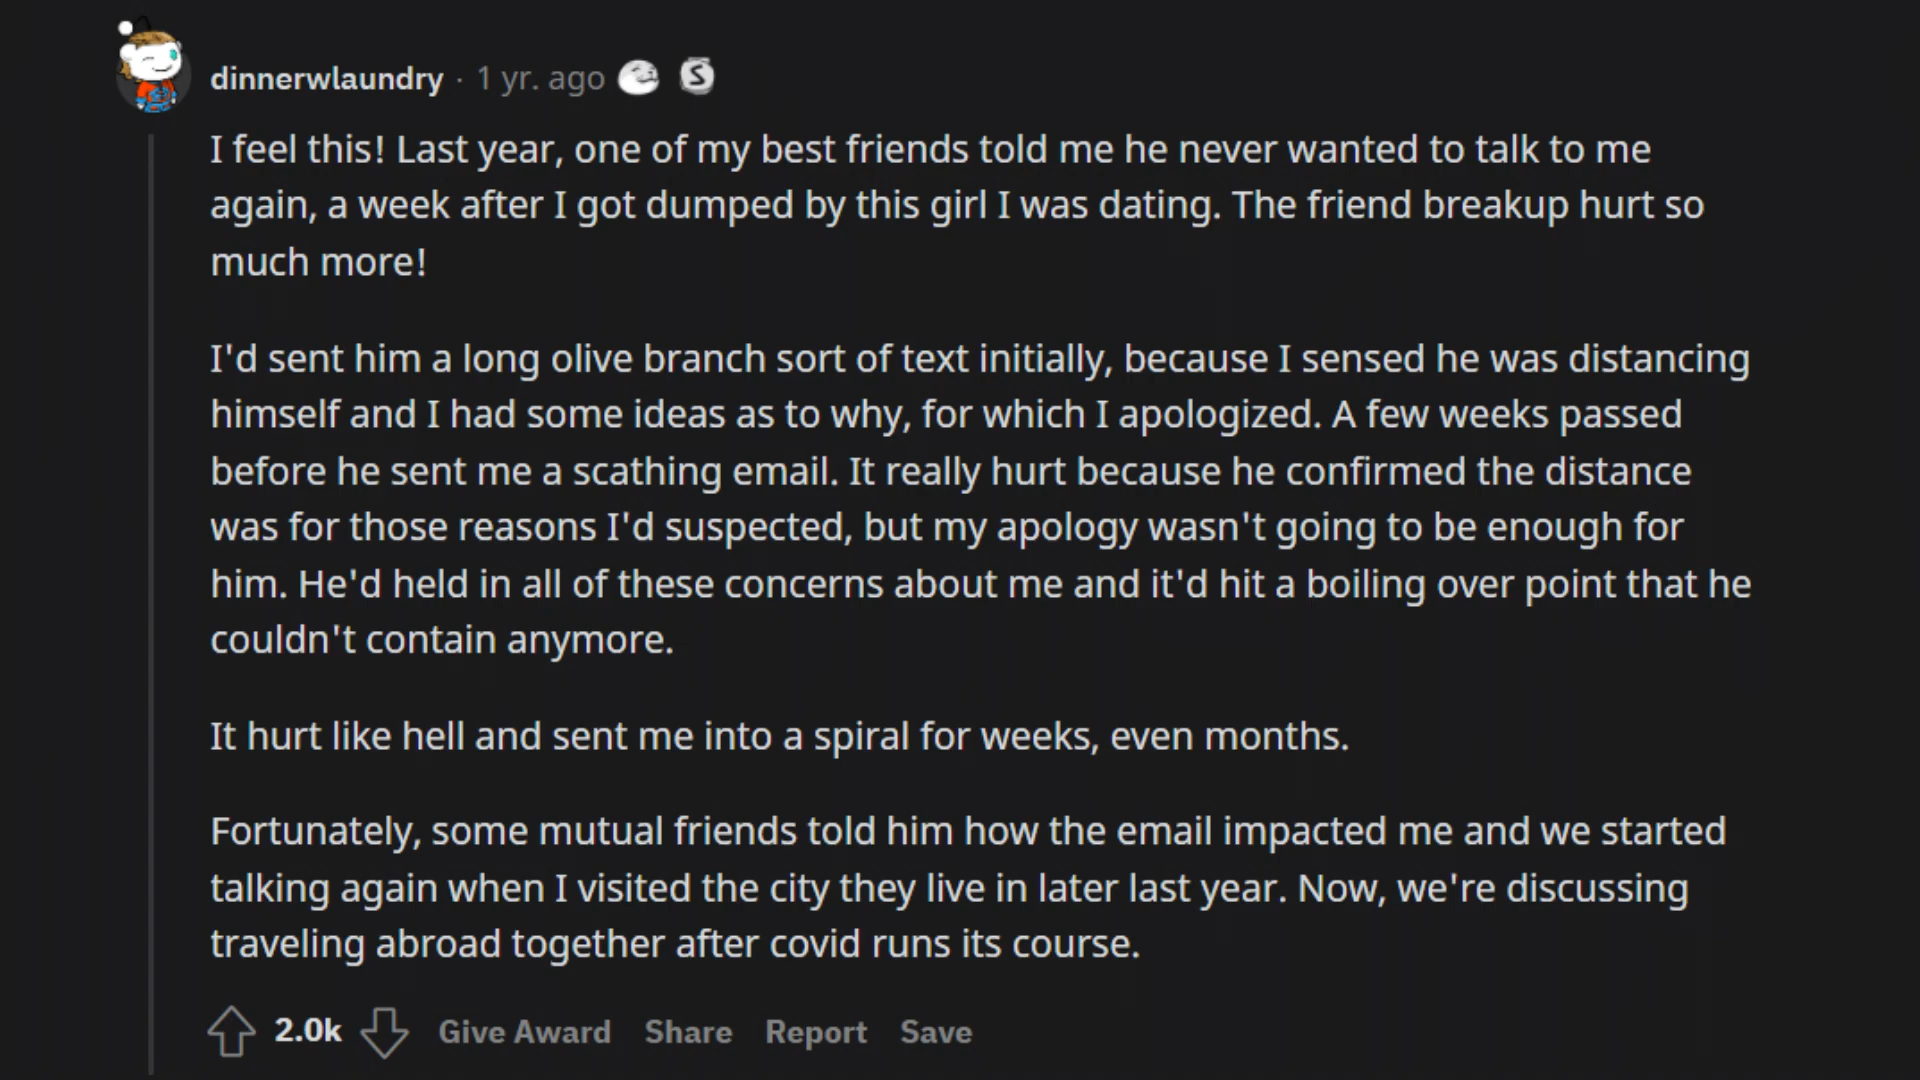 dinnerwlaundry · 1 yr. ago
I feel this! Last year, one of my best friends told me he never wanted to talk to me
again, a week after I got dumped by this girl I was dating. The friend breakup hurt so
much more!
I'd sent him a long olive branch sort of text initially, because I sensed he was distancing
himself and I had some ideas as to why, for which I apologized. A few weeks passed
before he sent me a scathing email. It really hurt because he confirmed the distance
was for those reasons I'd suspected, but my apology wasn't going to be enough for
him. He'd held in all of these concerns about me and it'd hit a boiling over point that he
couldn't contain anymore.
It hurt like hell and sent me into a spiral for weeks, even months.
Fortunately, some mutual friends told him how the email impacted me and we started
talking again when I visited the city they live in later last year. Now, we're discussing
traveling abroad together after covid runs its course.
2.0k Give Award Share Report Save